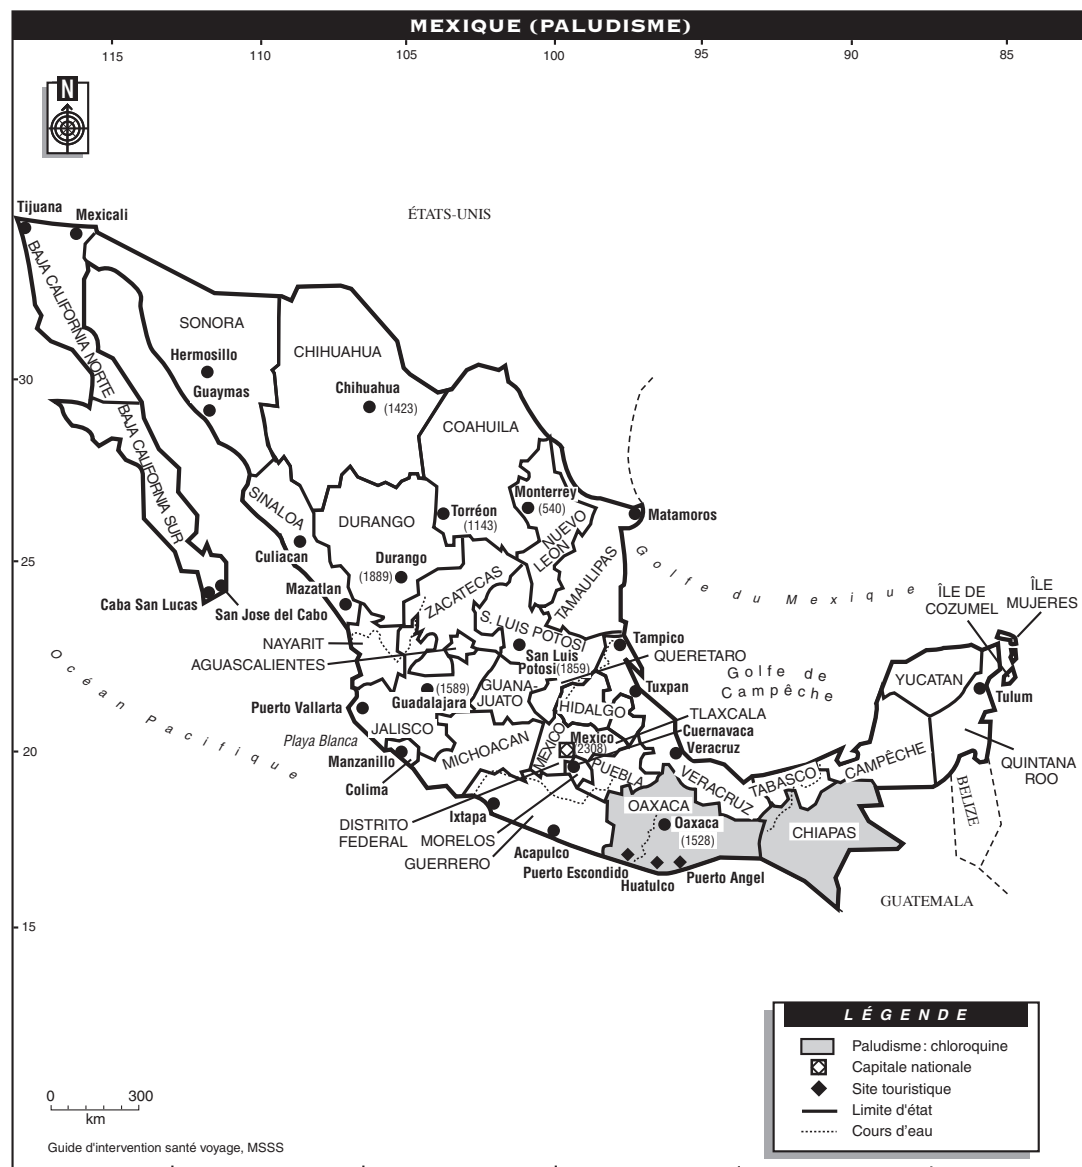 MEXIQUE (PALUDISME)
115 110 105 100 95 90 85
N
Tijuana
Mexicali
ÉTATS-UNIS
BAJA CALIFORNIA NORTE
SONORA
Hermosillo
Guaymas
CHIHUAHUA
Chihuahua
(1423)
30
BAJA CALIFORNIA SUR
COAHUILA
SINALOA
Culiacan
DURANGO
Torréon
(1143)
Monterrey
(540)
NUEVO
LEÓN
Matamoros
25
Durango
(1889)
Mazatlan
ZACATECAS
TAMAULIPAS
Golfe du Mexique
Caba San Lucas
San Jose del Cabo
ÎLE DE
COZUMEL
ÎLE
MUJERES
NAYARIT
AGUASCALIENTES
S. LUIS POTOSI
San Luis
Potosi(1859)
Tampico
QUERETARO
Océan Pacifique
(1589)
Guadalajara
GUANA-
JUATO
Tuxpan
Golfe de
Campêche
YUCATAN
Tulum
Puerto Vallarta
JALISCO
HIDALGO
TLAXCALA
Cuernavaca
Veracruz
20
Playa Blanca
Manzanillo
Colima
MICHOACAN
MEXICO
Mexico
(2308)
PUEBLA
VERACRUZ
TABASCO
CAMPÊCHE
QUINTANA
ROO
BELIZE
Ixtapa
DISTRITO
FEDERAL
MORELOS
GUERRERO
Acapulco
OAXACA
Oaxaca
(1528)
CHIAPAS
Puerto Escondido
Huatulco
Puerto Angel
GUATEMALA
15
LÉGENDE
Paludisme : chloroquine
Capitale nationale
Site touristique
Limite d'état
Cours d'eau
0 300
km
Guide d'intervention santé voyage, MSSS